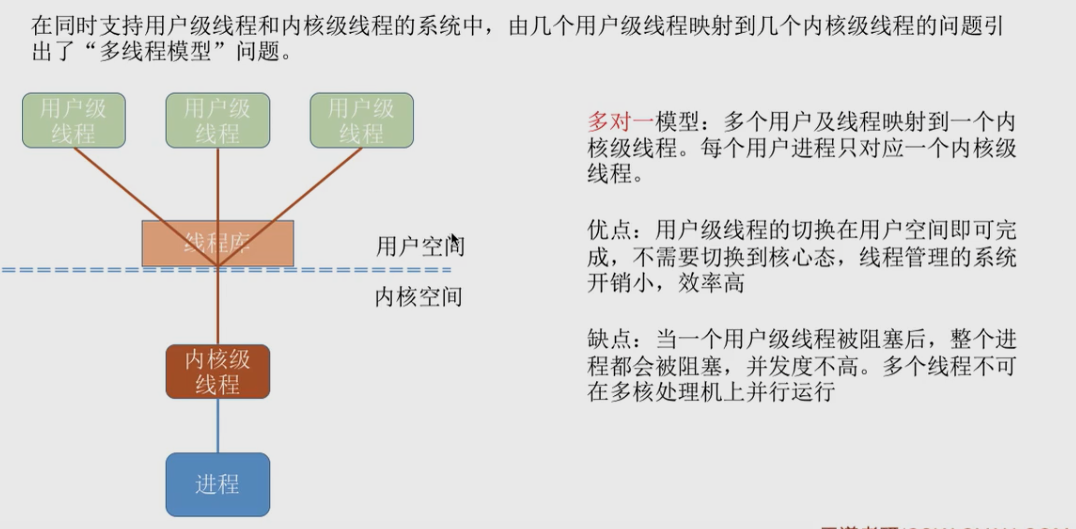 在同时支持用户级线程和内核级线程的系统中，由几个用户级线程映射到几个内核级线程的问题引
出了“多线程模型”问题。
用户级
线程
用户级
线程
用户级
线程
线程库
用户空间
内核空间
内核级
线程
进程
多对一模型：多个用户及线程映射到一个内
核级线程。每个用户进程只对应一个内核级
线程。
优点：用户级线程的切换在用户空间即可完
成，不需要切换到核心态，线程管理的系统
开销小，效率高
缺点：当一个用户级线程被阻塞后，整个进
程都会被阻塞，并发度不高。多个线程不可
在多核处理机上并行运行